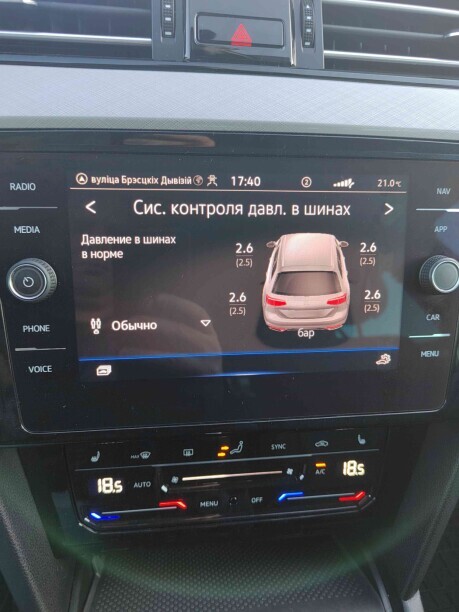 RADIO
MEDIA
PHONE
VOICE
NAV
APP
CAR
MENU
вуліца Брэсцкіх Дывізій 17:40 2 21.0°C
< Сис. контроля давл. в шинах >
Давление в шинах
в норме
2.6 2.6
(2.5) (2.5)
2.6 2.6
(2.5) (2.5)
Обычно
бар
MAX SYNC
18.5 AUTO A/C 18.5
MENU OFF